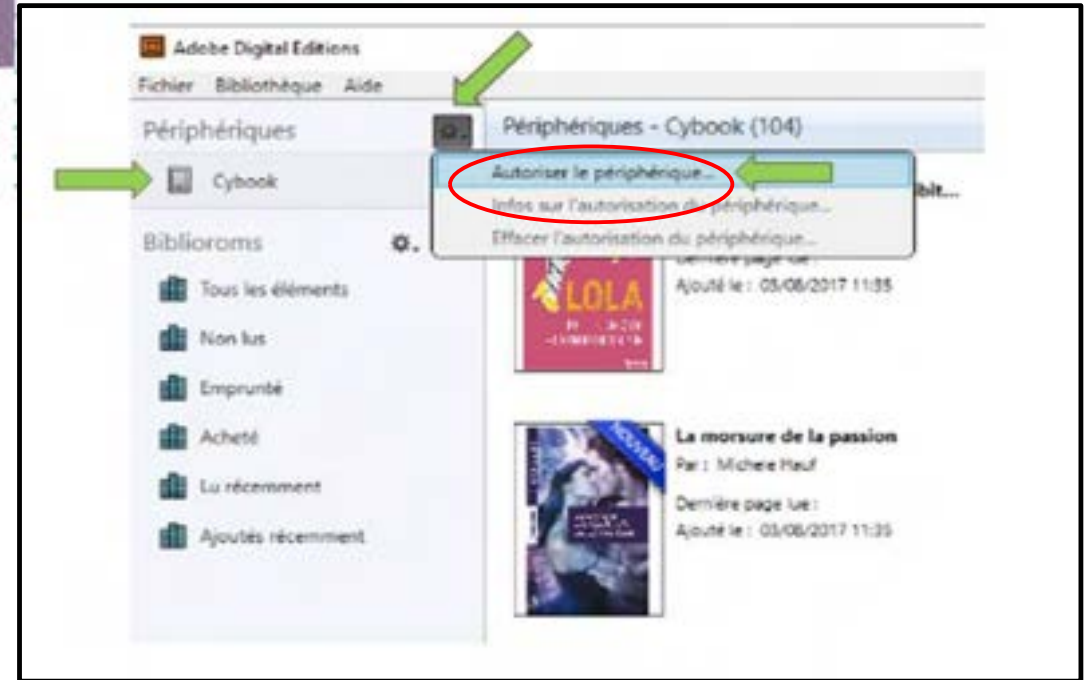 Adobe Digital Editions
Fichier Bibliothèque Aide
Périphériques
Périphériques - Cybook (104)
Cybook
Autoriser le périphérique...
Infos sur l'autorisation du périphérique...
Effacer l'autorisation du périphérique...
Biblioroms
Tous les éléments
Non lus
Emprunté
Acheté
Lu récemment
Ajoutés récemment
bit...
Dernière page lue :
Ajouté le : 03/08/2017 11:35
LOLA
NOUVEAU
La morsure de la passion
Par : Michele Hauf
Dernière page lue :
Ajouté le : 03/08/2017 11:35